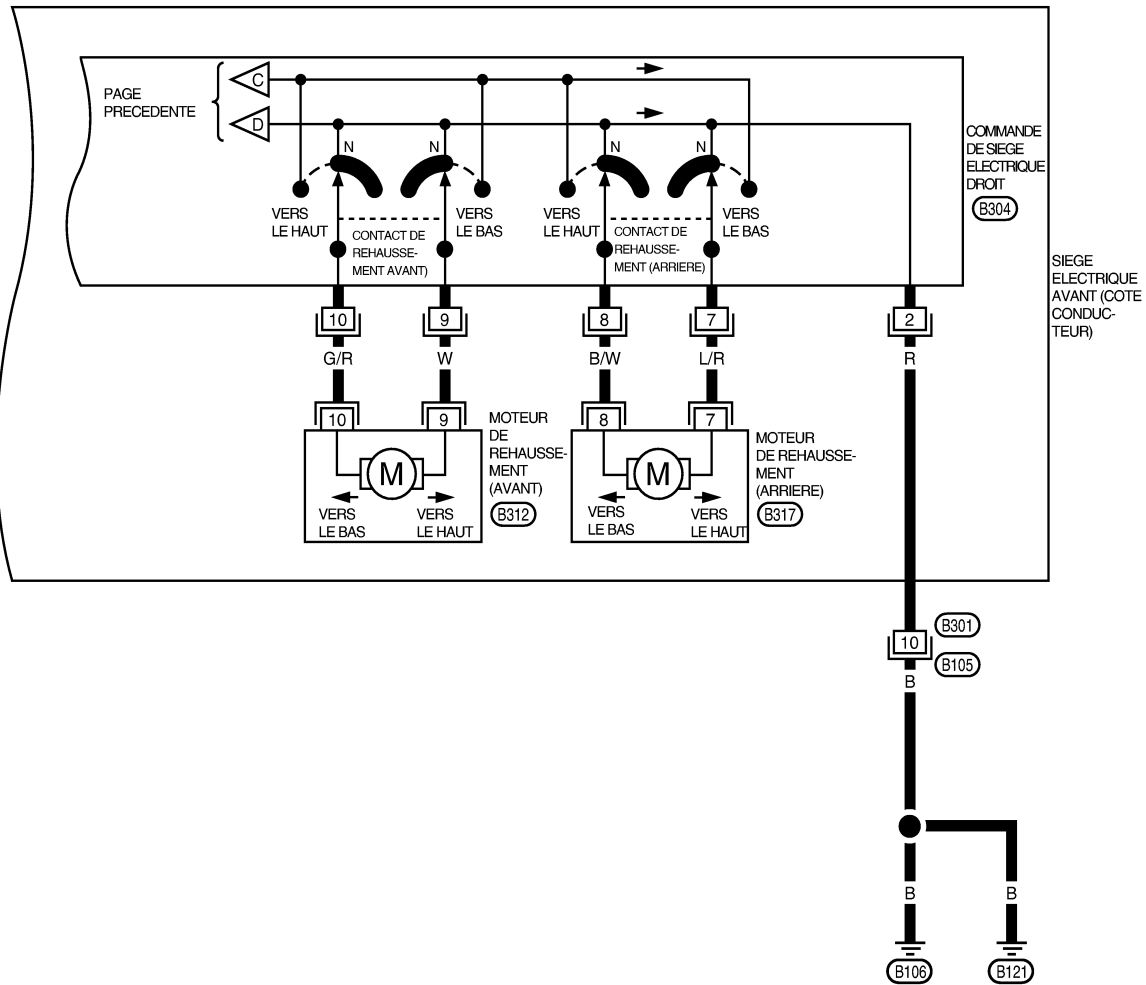 PAGE
PRECEDENTE
C
D
N
N
N
N
VERS
LE HAUT
VERS
LE BAS
VERS
LE HAUT
VERS
LE BAS
CONTACT DE
REHAUSSE-
MENT AVANT)
CONTACT DE
REHAUSSE-
MENT (ARRIERE)
COMMANDE
DE SIEGE
ELECTRIQUE
DROIT
B304
SIEGE
ELECTRIQUE
AVANT (COTE
CONDUC-
TEUR)
10
9
8
7
2
G/R
W
B/W
L/R
R
10
9
8
7
M
M
VERS
LE BAS
VERS
LE HAUT
MOTEUR
DE
REHAUSSE-
MENT
(AVANT)
B312
VERS
LE BAS
VERS
LE HAUT
MOTEUR
DE REHAUSSE-
MENT
(ARRIERE)
B317
10
B301
B105
B
B
B
B106
B121